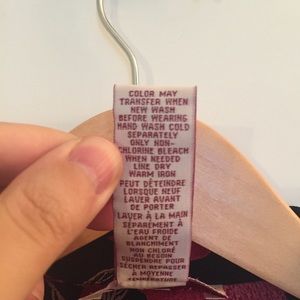 COLOR MAY
TRANSFER WHEN
NEW WASH
BEFORE WEARING
HAND WASH COLD
SEPARATELY
ONLY NON-
CHLORINE BLEACH
WHEN NEEDED
LINE DRY
WARM IRON
PEUT DÉTEINDRE
LORSQUE NEUF
LAVER AVANT
DE PORTER
LAVER À LA MAIN
SÉPARÉMENT À
L'EAU FROIDE
AGENT DE
BLANCHIMENT
NON CHLORÉ
AU BESOIN
SUSPENDRE POUR
SÉCHER REPASSER
À MOYENNE
TEMPÉRATURE